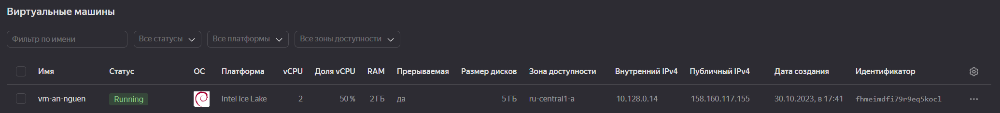 Виртуальные машины
Фильтр по имени Все статусы Все платформы Все зоны доступности
Имя Статус ОС Платформа vCPU Доля vCPU RAM Прерываемая Размер дисков Зона доступности Внутренний IPv4 Публичный IPv4 Дата создания Идентификатор
vm-an-nguen Running Intel Ice Lake 2 50 % 2 ГБ да 5 ГБ ru-central1-a 10.128.0.14 158.160.117.155 30.10.2023, в 17:41 fhmeimdfi79r9eq5kocl